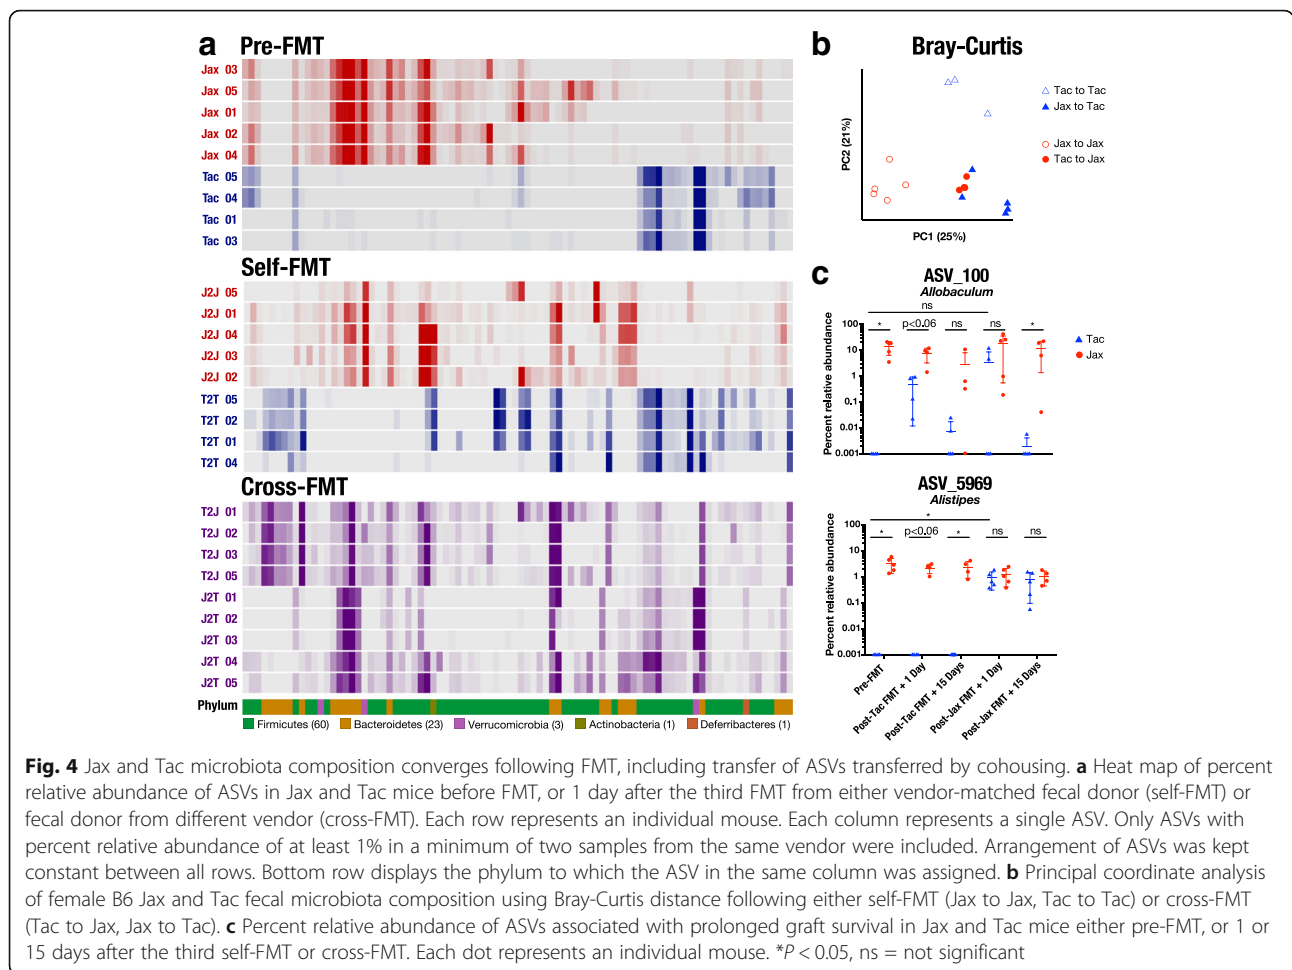 a
Pre-FMT
Jax 03
Jax 05
Jax 01
Jax 02
Jax 04
Tac 05
Tac 04
Tac 01
Tac 03
Self-FMT
J2J 05
J2J 01
J2J 04
J2J 03
J2J 02
T2T 05
T2T 02
T2T 01
T2T 04
Cross-FMT
T2J 01
T2J 02
T2J 03
T2J 05
J2T 01
J2T 02
J2T 03
J2T 04
J2T 05
Phylum
Firmicutes (60) Bacteroidetes (23) Verrucomicrobia (3) Actinobacteria (1) Deferribacteres (1)
b
Bray-Curtis
PC2 (21%)
PC1 (25%)
Tac to Tac
Jax to Tac
Jax to Jax
Tac to Jax
c
ASV_100
Allobaculum
ns
* p<0.06 ns ns *
Percent relative abundance
100
10
1
0.1
0.01
0.001
Tac
Jax
ASV_5969
Alistipes
*
* p<0.06 * ns ns
Percent relative abundance
100
10
1
0.1
0.01
0.001
Pre-FMT
Post-Tac FMT + 1 Day
Post-Tac FMT + 15 Days
Post-Jax FMT + 1 Day
Post-Jax FMT + 15 Days
Fig. 4 Jax and Tac microbiota composition converges following FMT, including transfer of ASVs transferred by cohousing. a Heat map of percent
relative abundance of ASVs in Jax and Tac mice before FMT, or 1 day after the third FMT from either vendor-matched fecal donor (self-FMT) or
fecal donor from different vendor (cross-FMT). Each row represents an individual mouse. Each column represents a single ASV. Only ASVs with
percent relative abundance of at least 1% in a minimum of two samples from the same vendor were included. Arrangement of ASVs was kept
constant between all rows. Bottom row displays the phylum to which the ASV in the same column was assigned. b Principal coordinate analysis
of female B6 Jax and Tac fecal microbiota composition using Bray-Curtis distance following either self-FMT (Jax to Jax, Tac to Tac) or cross-FMT
(Tac to Jax, Jax to Tac). c Percent relative abundance of ASVs associated with prolonged graft survival in Jax and Tac mice either pre-FMT, or 1 or
15 days after the third self-FMT or cross-FMT. Each dot represents an individual mouse. *P < 0.05, ns = not significant